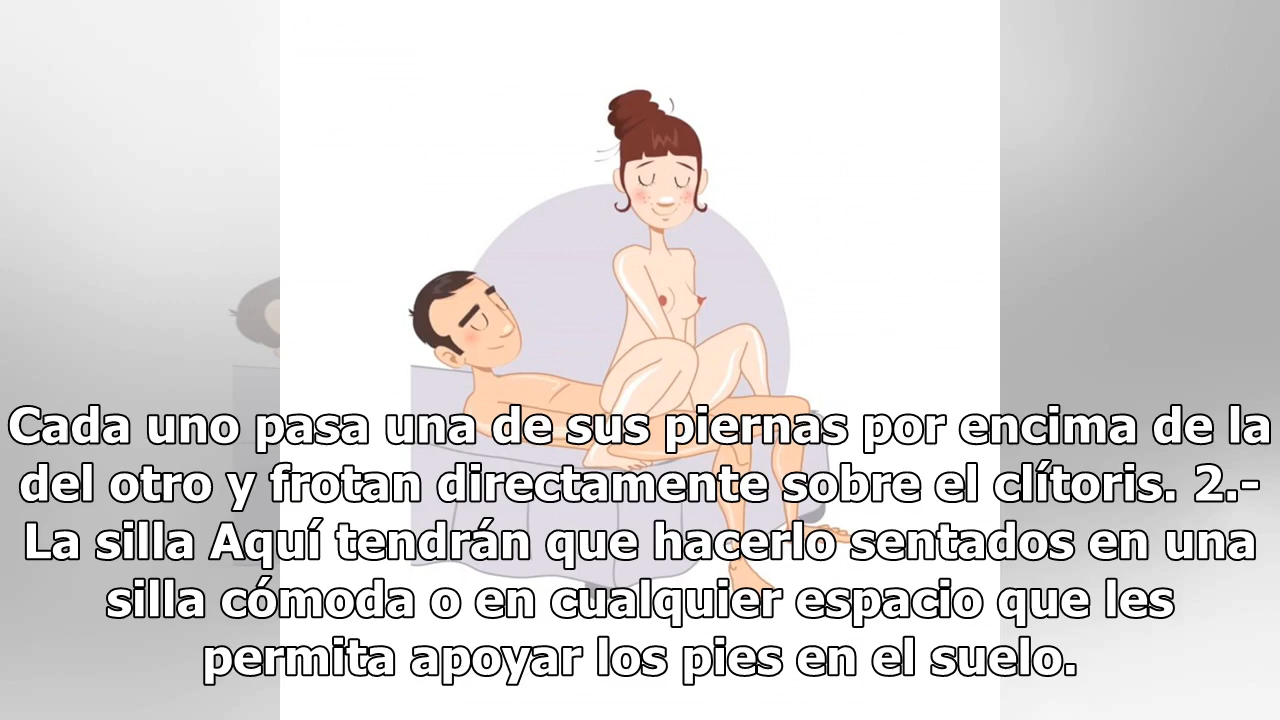 Cada uno pasa una de sus piernas por encima de la
del otro y frotan directamente sobre el clítoris. 2.-
La silla Aquí tendrán que hacerlo sentados en una
silla cómoda o en cualquier espacio que les
permita apoyar los pies en el suelo.